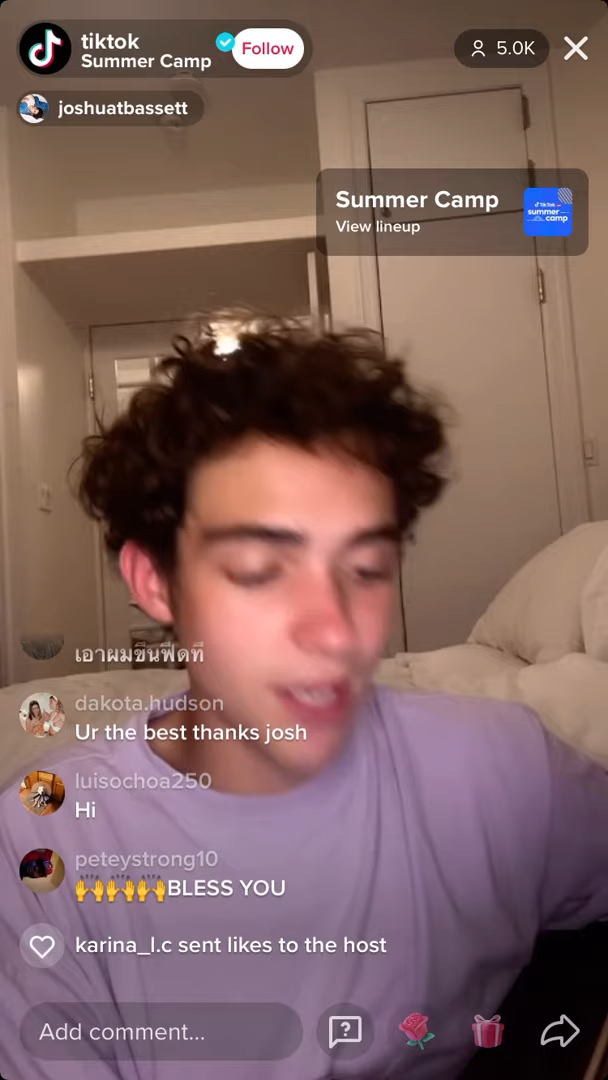 tiktok
Summer Camp
Follow
5.0K
joshuatbassett
Summer Camp
View lineup
TikTok
summer
camp
เอาผมขึ้นฟีดที
dakota.hudson
Ur the best thanks josh
luisochoa250
Hi
peteystrong10
🙌🙌🙌🙌BLESS YOU
karina_l.c sent likes to the host
Add comment...